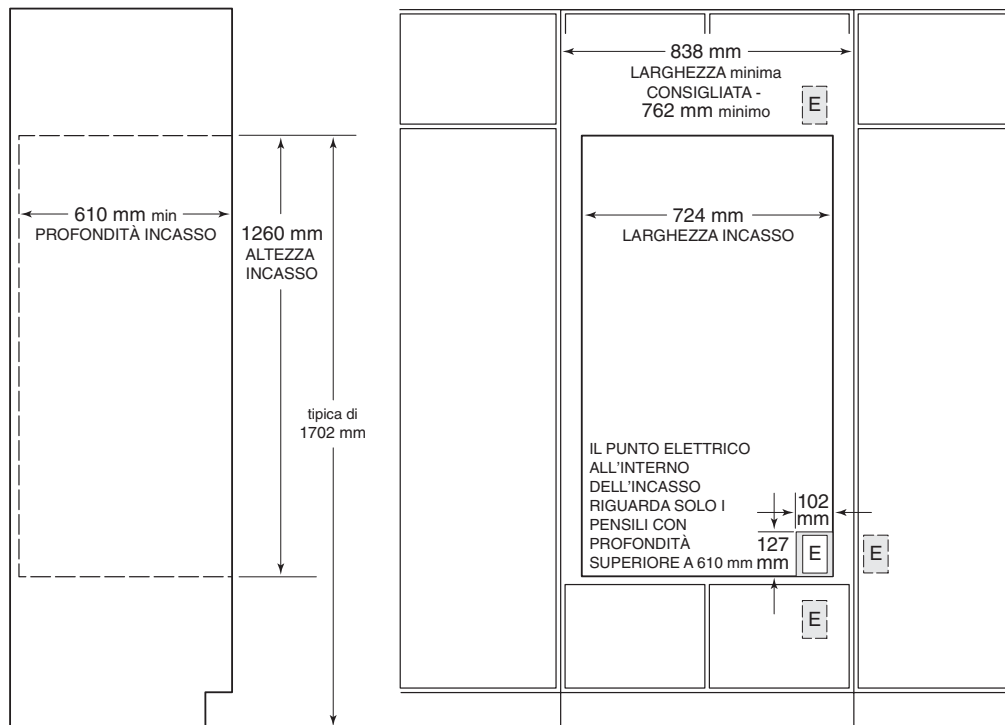 838 mm
LARGHEZZA minima
CONSIGLIATA -
762 mm minimo
E
610 mm min
PROFONDITÀ INCASSO
1260 mm
ALTEZZA
INCASSO
724 mm
LARGHEZZA INCASSO
tipica di
1702 mm
IL PUNTO ELETTRICO
ALL'INTERNO
DELL'INCASSO
RIGUARDA SOLO I
PENSILI CON
PROFONDITÀ
SUPERIORE A 610 mm
102
mm
127
mm
E
E
E